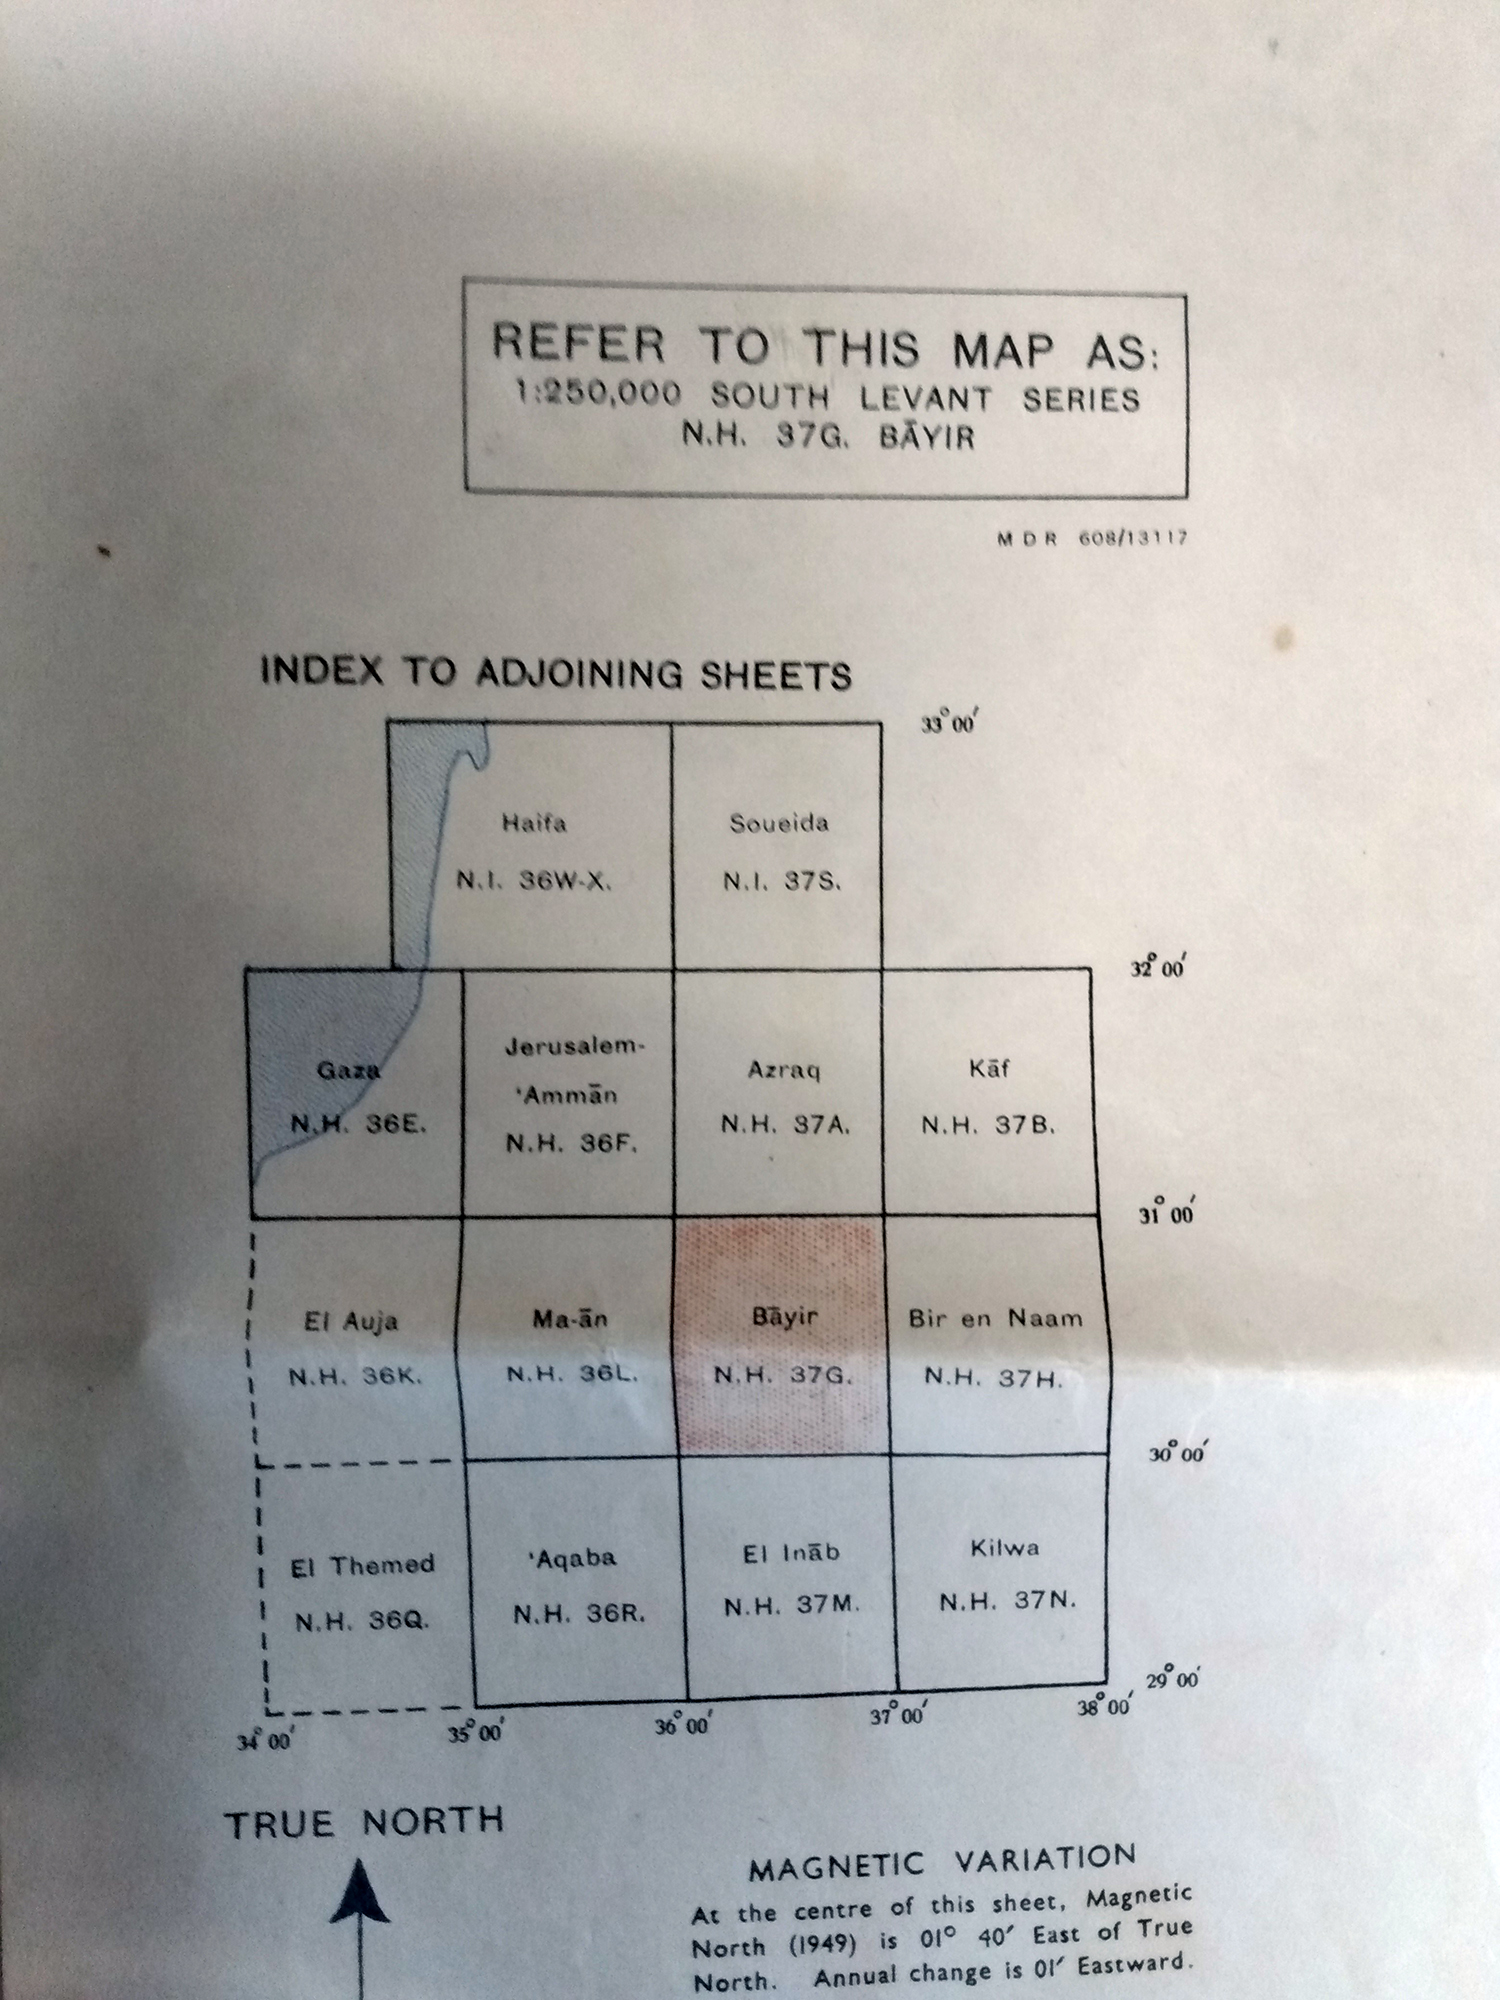 REFER TO THIS MAP AS:
1:250,000 SOUTH LEVANT SERIES
N.H. 37G. BĀYIR
M D R 608/13117
INDEX TO ADJOINING SHEETS
33° 00′
Haifa
N.I. 36W-X.
Soueida
N.I. 37S.
32° 00′
Gaza
N.H. 36E.
Jerusalem-
‘Ammān
N.H. 36F.
Azraq
N.H. 37A.
Kāf
N.H. 37B.
31° 00′
El Auja
N.H. 36K.
Ma-ān
N.H. 36L.
Bāyir
N.H. 37G.
Bir en Naam
N.H. 37H.
30° 00′
El Themed
N.H. 36Q.
‘Aqaba
N.H. 36R.
El Ināb
N.H. 37M.
Kilwa
N.H. 37N.
29° 00′
34° 00′
35° 00′
36° 00′
37° 00′
38° 00′
TRUE NORTH
MAGNETIC VARIATION
At the centre of this sheet, Magnetic
North (1949) is 01° 40′ East of True
North. Annual change is 01′ Eastward.